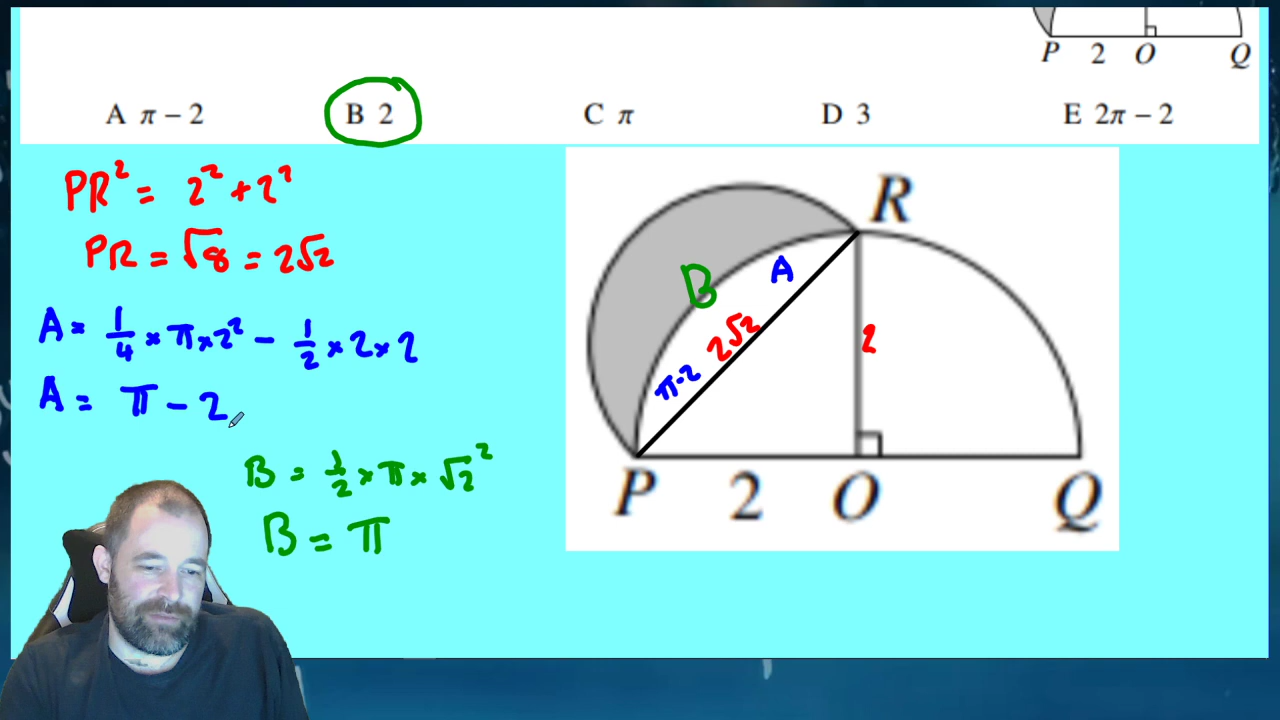 P 2 O Q
A π − 2 B 2 C π D 3 E 2π − 2
PR² = 2² + 2²
PR = √8 = 2√2
A = 1/4 × π × 2² − 1/2 × 2 × 2
A = π − 2
B = 1/2 × π × √2²
B = π
R
B A
2√2 2
π-2
P 2 O Q